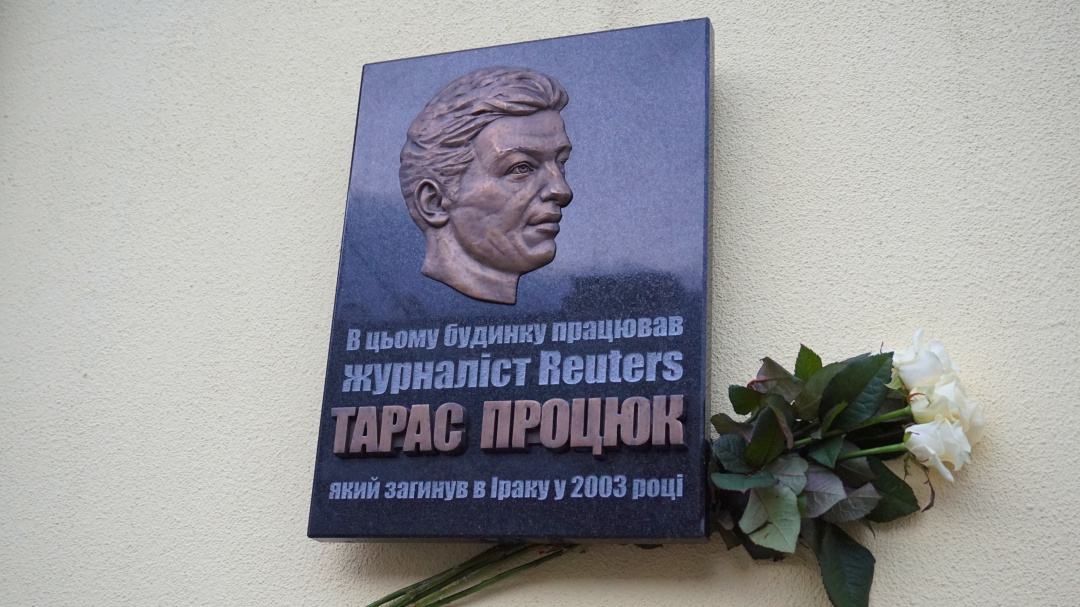 В цьому будинку працював
журналіст Reuters
ТАРАС ПРОЦЮК
який загинув в Іраку у 2003 році